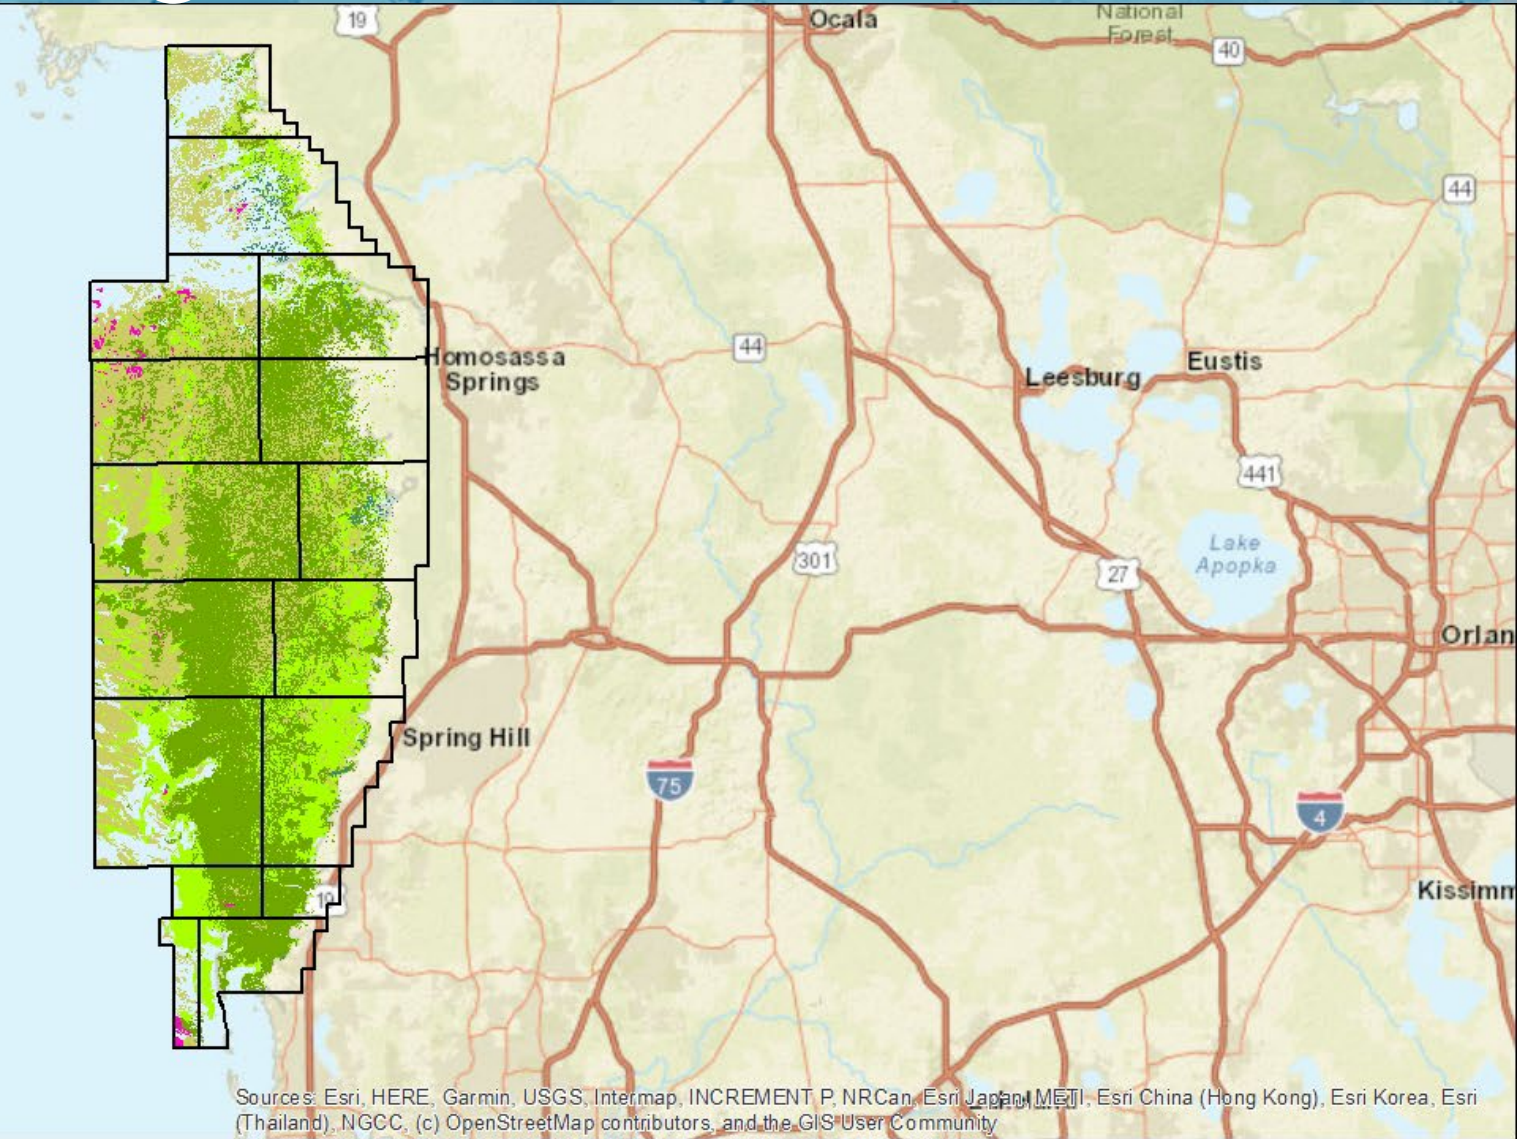 19
Ocala
National
Forest
40
44
44
Homosassa
Springs
Leesburg
Eustis
441
Lake
Apopka
301
27
Orlan
Spring Hill
75
4
19
Kissimm
Sources: Esri, HERE, Garmin, USGS, Intermap, INCREMENT P, NRCan, Esri Japan, METI, Esri China (Hong Kong), Esri Korea, Esri
(Thailand), NGCC, (c) OpenStreetMap contributors, and the GIS User Community